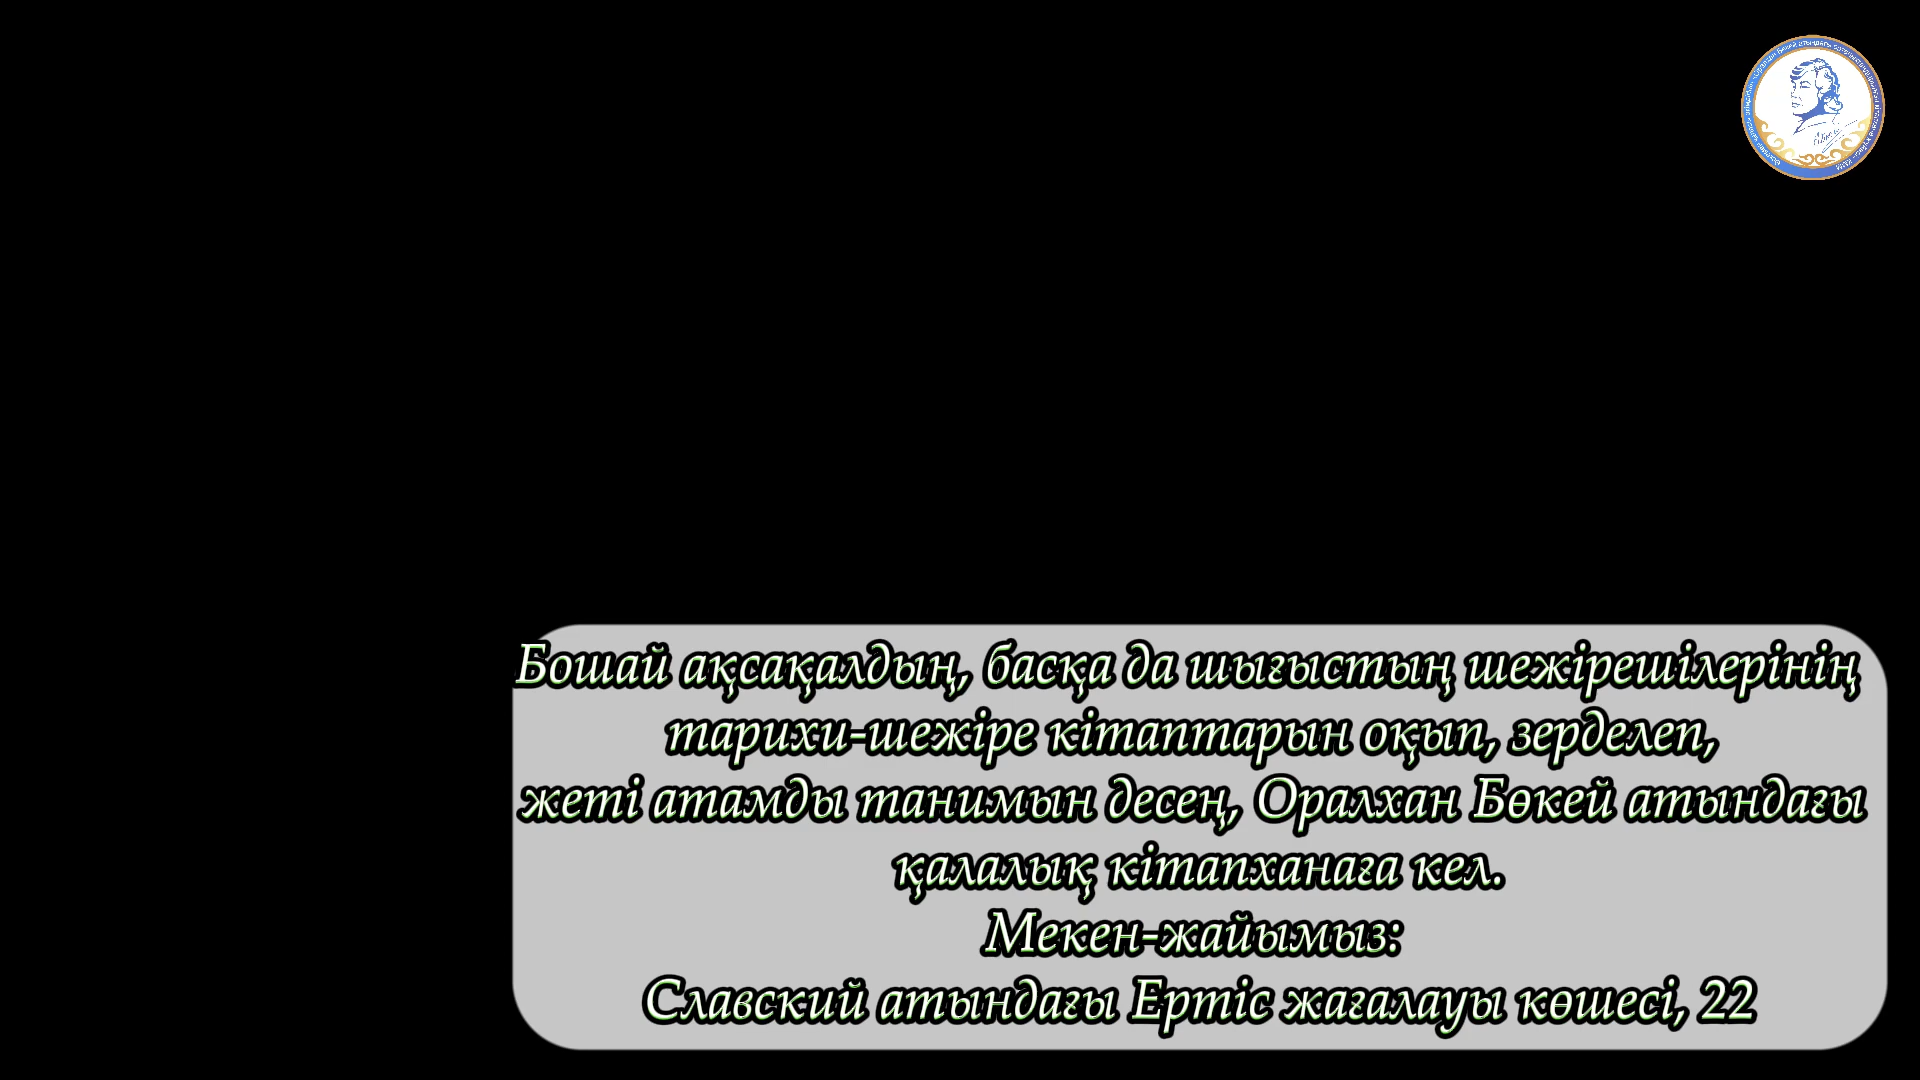 Бошай ақсақалдың, басқа да шығыстың шежірешілерінің
тарихи-шежіре кітаптарын оқып, зерделеп,
жеті атамды танимын десең, Оралхан Бөкей атындағы
қалалық кітапханаға кел.
Мекен-жайымыз:
Славский атындағы Ертіс жағалауы көшесі, 22